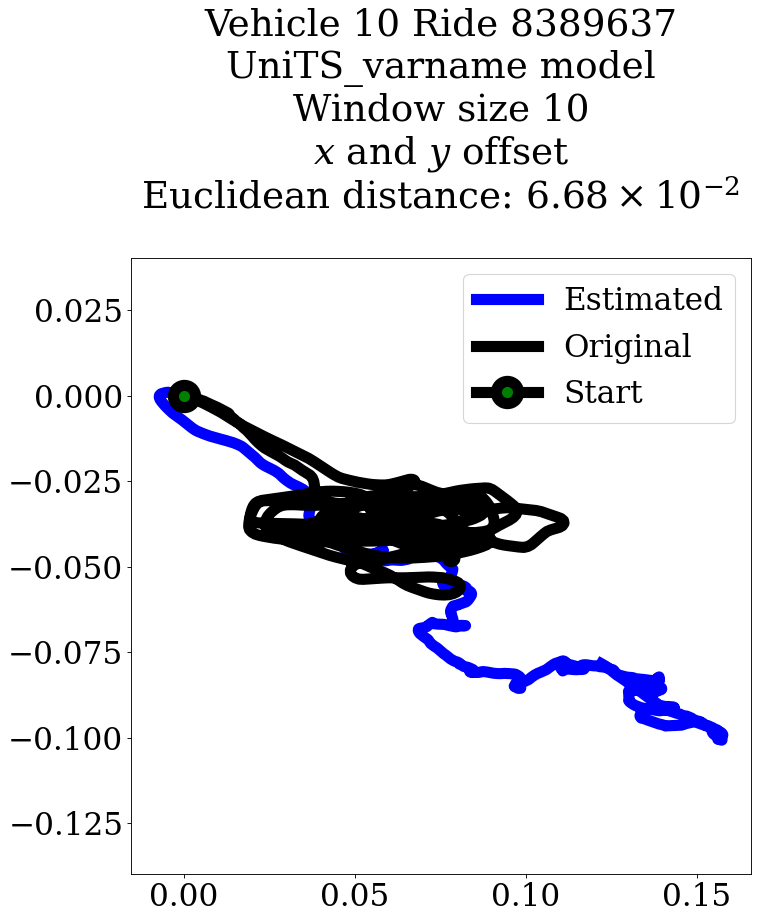 Vehicle 10 Ride 8389637
UniTS_varname model
Window size 10
x and y offset
Euclidean distance: 6.68 × 10⁻²
Estimated
Original
Start
0.025
0.000
−0.025
−0.050
−0.075
−0.100
−0.125
0.00 0.05 0.10 0.15